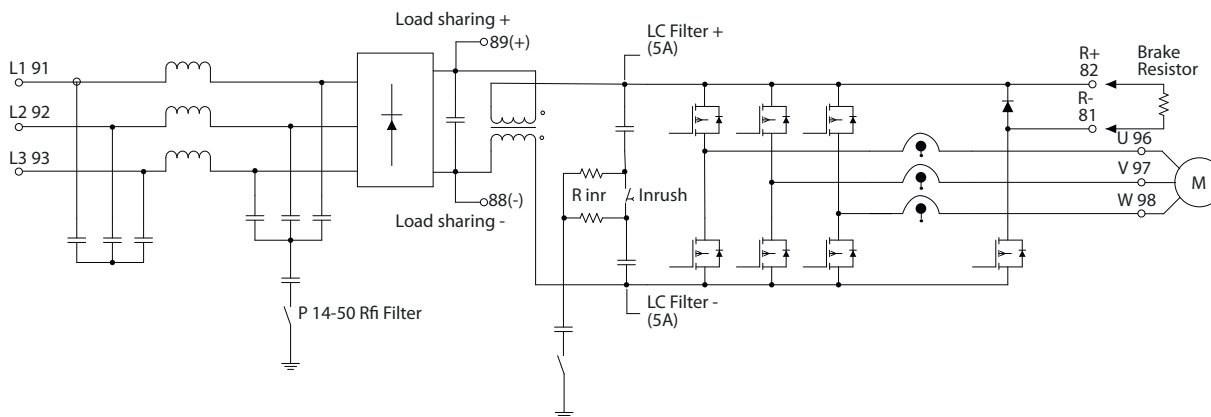 Load sharing +
89(+)
LC Filter +
(5A)
L1 91
L2 92
L3 93
88(-)
Load sharing -
R inr
Inrush
R+
82
Brake
Resistor
R-
81
U 96
V 97
W 98
M
P 14-50 Rfi Filter
LC Filter -
(5A)